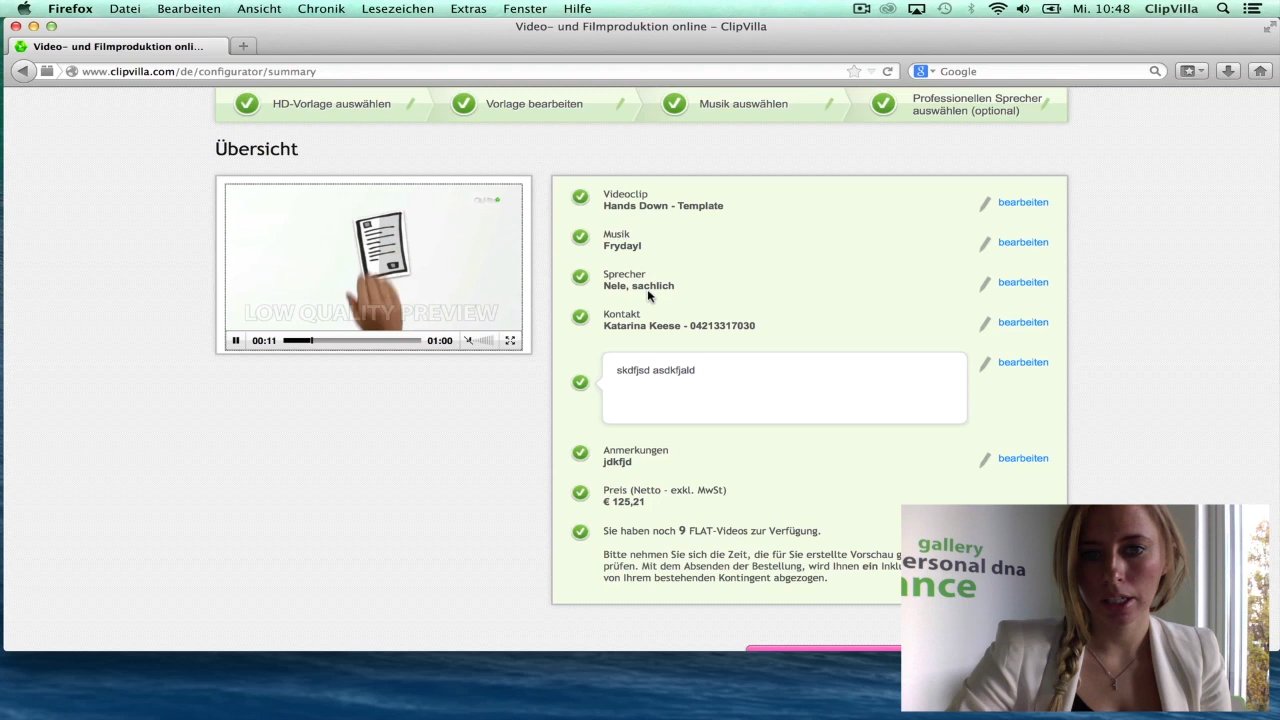 Firefox Datei Bearbeiten Ansicht Chronik Lesezeichen Extras Fenster Hilfe Mi. 10:48 ClipVilla
Video- und Filmproduktion online – ClipVilla
Video- und Filmproduktion onli...
www.clipvilla.com/de/configurator/summary Google
HD-Vorlage auswählen Vorlage bearbeiten Musik auswählen Professionellen Sprecher
auswählen (optional)
Übersicht
LOW QUALITY PREVIEW
00:11 01:00
Videoclip
Hands Down - Template bearbeiten
Musik
Frydayl bearbeiten
Sprecher
Nele, sachlich bearbeiten
Kontakt
Katarina Keese - 04213317030 bearbeiten
skdfjsd asdkfjald bearbeiten
Anmerkungen
jdkfjd bearbeiten
Preis (Netto - exkl. MwSt)
€ 125,21
Sie haben noch 9 FLAT-Videos zur Verfügung.
Bitte nehmen Sie sich die Zeit, die für Sie erstellte Vorschau g
prüfen. Mit dem Absenden der Bestellung, wird Ihnen ein Inkl
von Ihrem bestehenden Kontingent abgezogen.
gallery
ersonal dna
nce